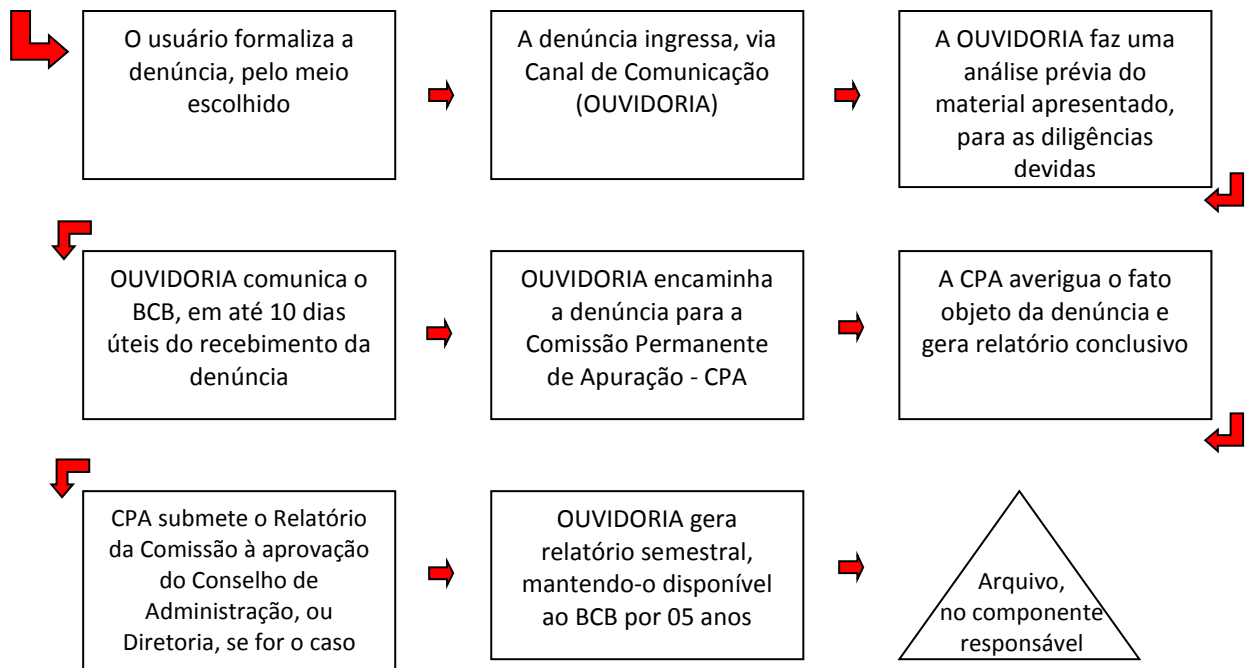 O usuário formaliza a
denúncia, pelo meio
escolhido
A denúncia ingressa, via
Canal de Comunicação
(OUVIDORIA)
A OUVIDORIA faz uma
análise prévia do
material apresentado,
para as diligências
devidas
OUVIDORIA comunica o
BCB, em até 10 dias
úteis do recebimento da
denúncia
OUVIDORIA encaminha
a denúncia para a
Comissão Permanente
de Apuração - CPA
A CPA averigua o fato
objeto da denúncia e
gera relatório conclusivo
CPA submete o Relatório
da Comissão à aprovação
do Conselho de
Administração, ou
Diretoria, se for o caso
OUVIDORIA gera
relatório semestral,
mantendo-o disponível
ao BCB por 05 anos
Arquivo,
no componente
responsável